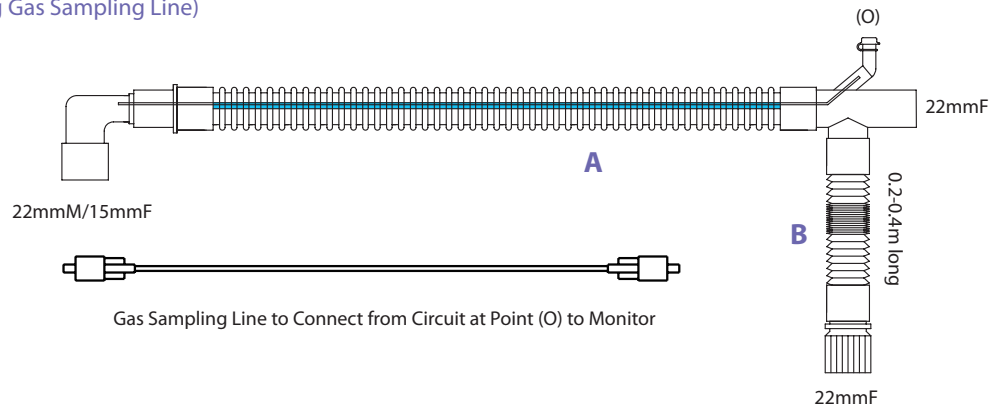 Gas Sampling Line)
(O)
22mmF
A
22mmM/15mmF
B
0.2-0.4m long
Gas Sampling Line to Connect from Circuit at Point (O) to Monitor
22mmF